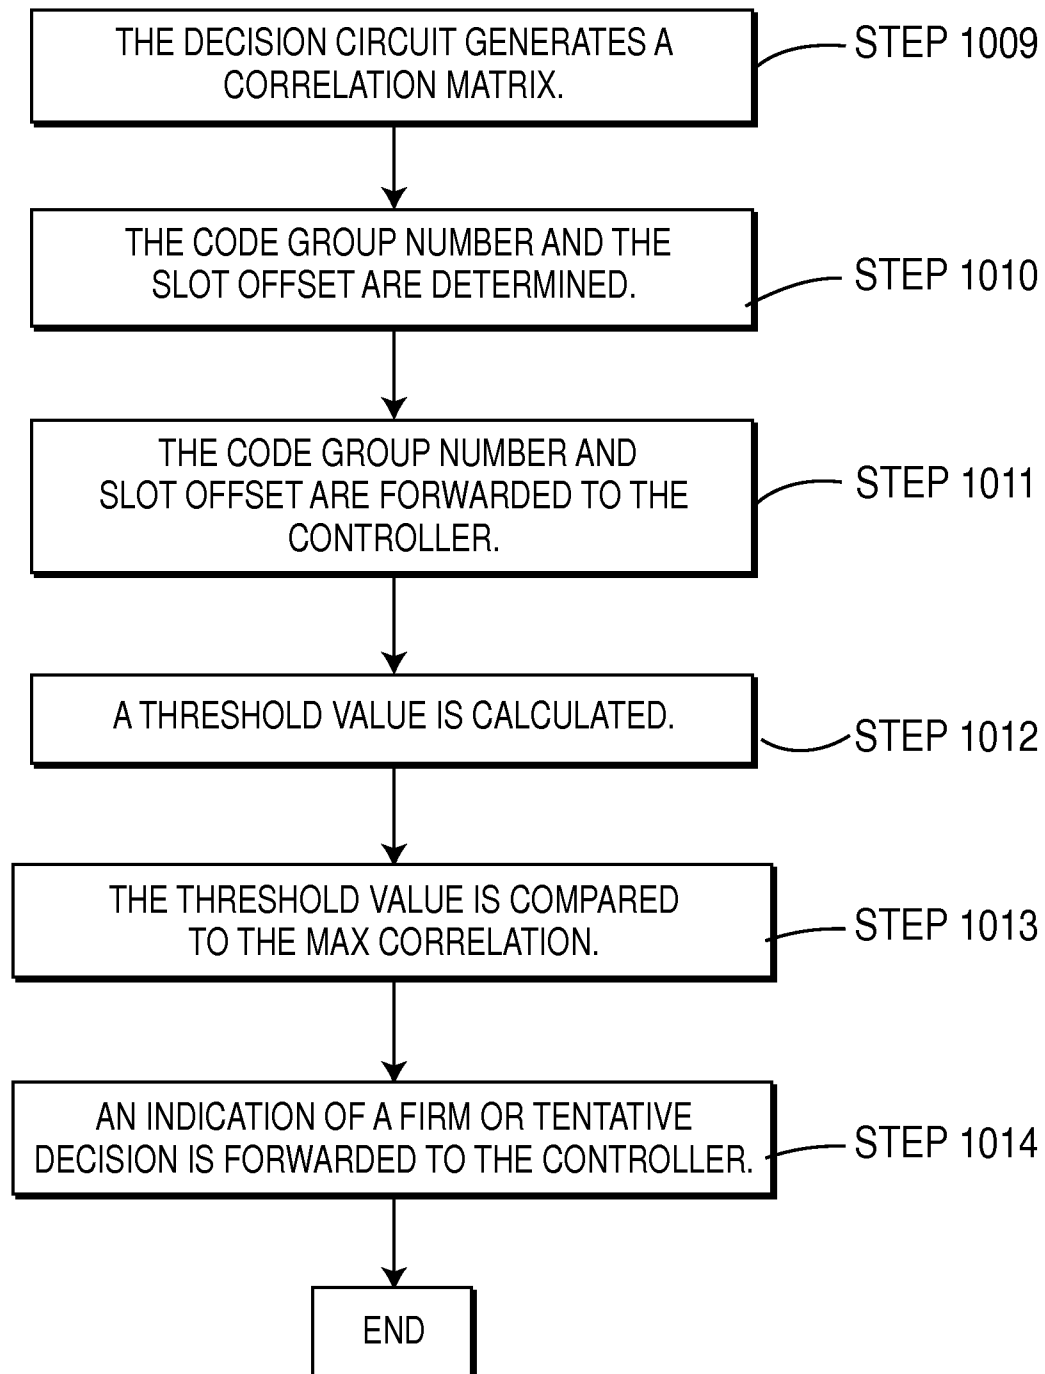 THE DECISION CIRCUIT GENERATES A
CORRELATION MATRIX.
STEP 1009
THE CODE GROUP NUMBER AND THE
SLOT OFFSET ARE DETERMINED.
STEP 1010
THE CODE GROUP NUMBER AND
SLOT OFFSET ARE FORWARDED TO THE
CONTROLLER.
STEP 1011
A THRESHOLD VALUE IS CALCULATED.
STEP 1012
THE THRESHOLD VALUE IS COMPARED
TO THE MAX CORRELATION.
STEP 1013
AN INDICATION OF A FIRM OR TENTATIVE
DECISION IS FORWARDED TO THE CONTROLLER.
STEP 1014
END